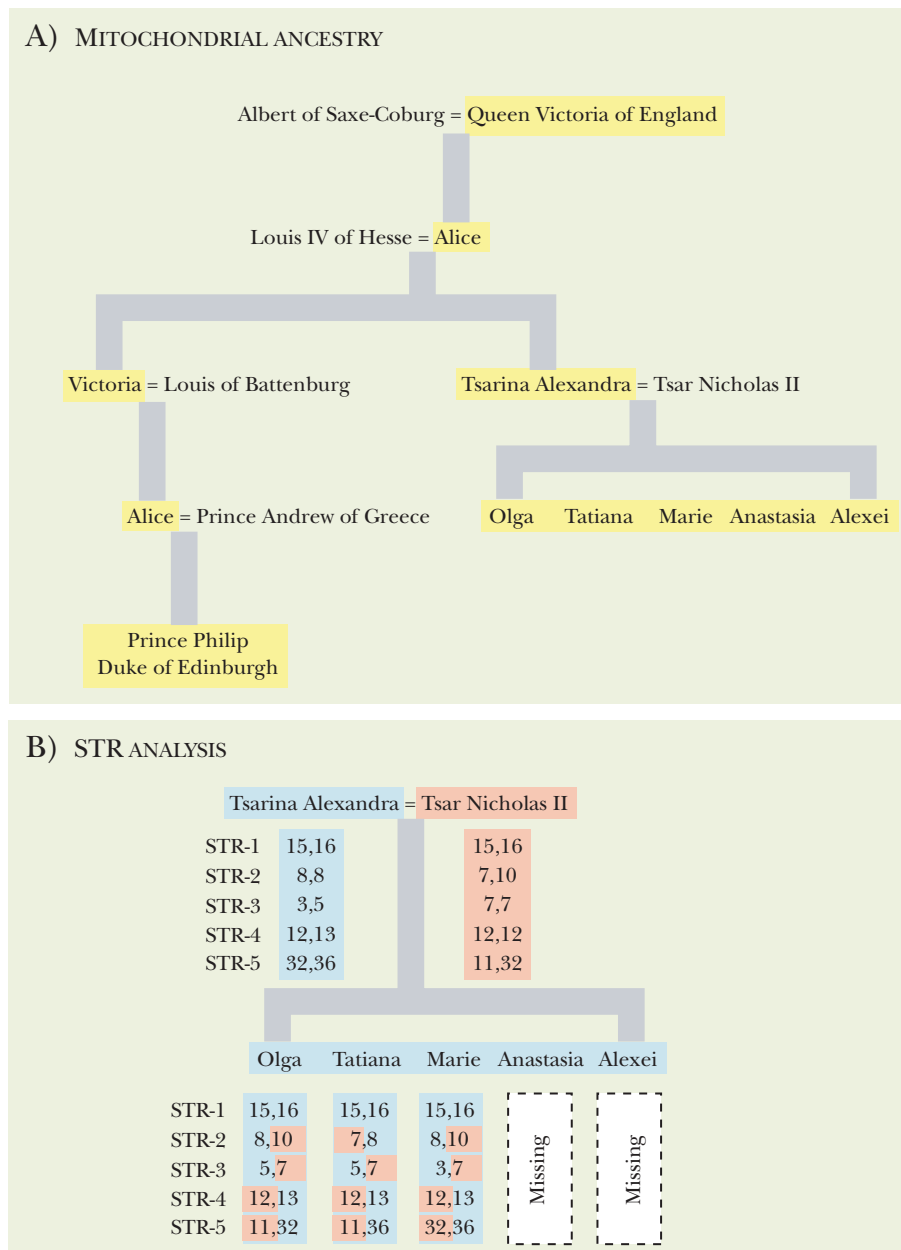 A) MITOCHONDRIAL ANCESTRY
Albert of Saxe-Coburg = Queen Victoria of England
Louis IV of Hesse = Alice
Victoria = Louis of Battenburg
Tsarina Alexandra = Tsar Nicholas II
Alice = Prince Andrew of Greece
Olga Tatiana Marie Anastasia Alexei
Prince Philip
Duke of Edinburgh
B) STR ANALYSIS
Tsarina Alexandra = Tsar Nicholas II
STR-1 15,16 15,16
STR-2 8,8 7,10
STR-3 3,5 7,7
STR-4 12,13 12,12
STR-5 32,36 11,32
Olga Tatiana Marie Anastasia Alexei
STR-1 15,16 15,16 15,16
STR-2 8,10 7,8 8,10
STR-3 5,7 5,7 3,7
STR-4 12,13 12,13 12,13
STR-5 11,32 11,36 32,36
Missing
Missing